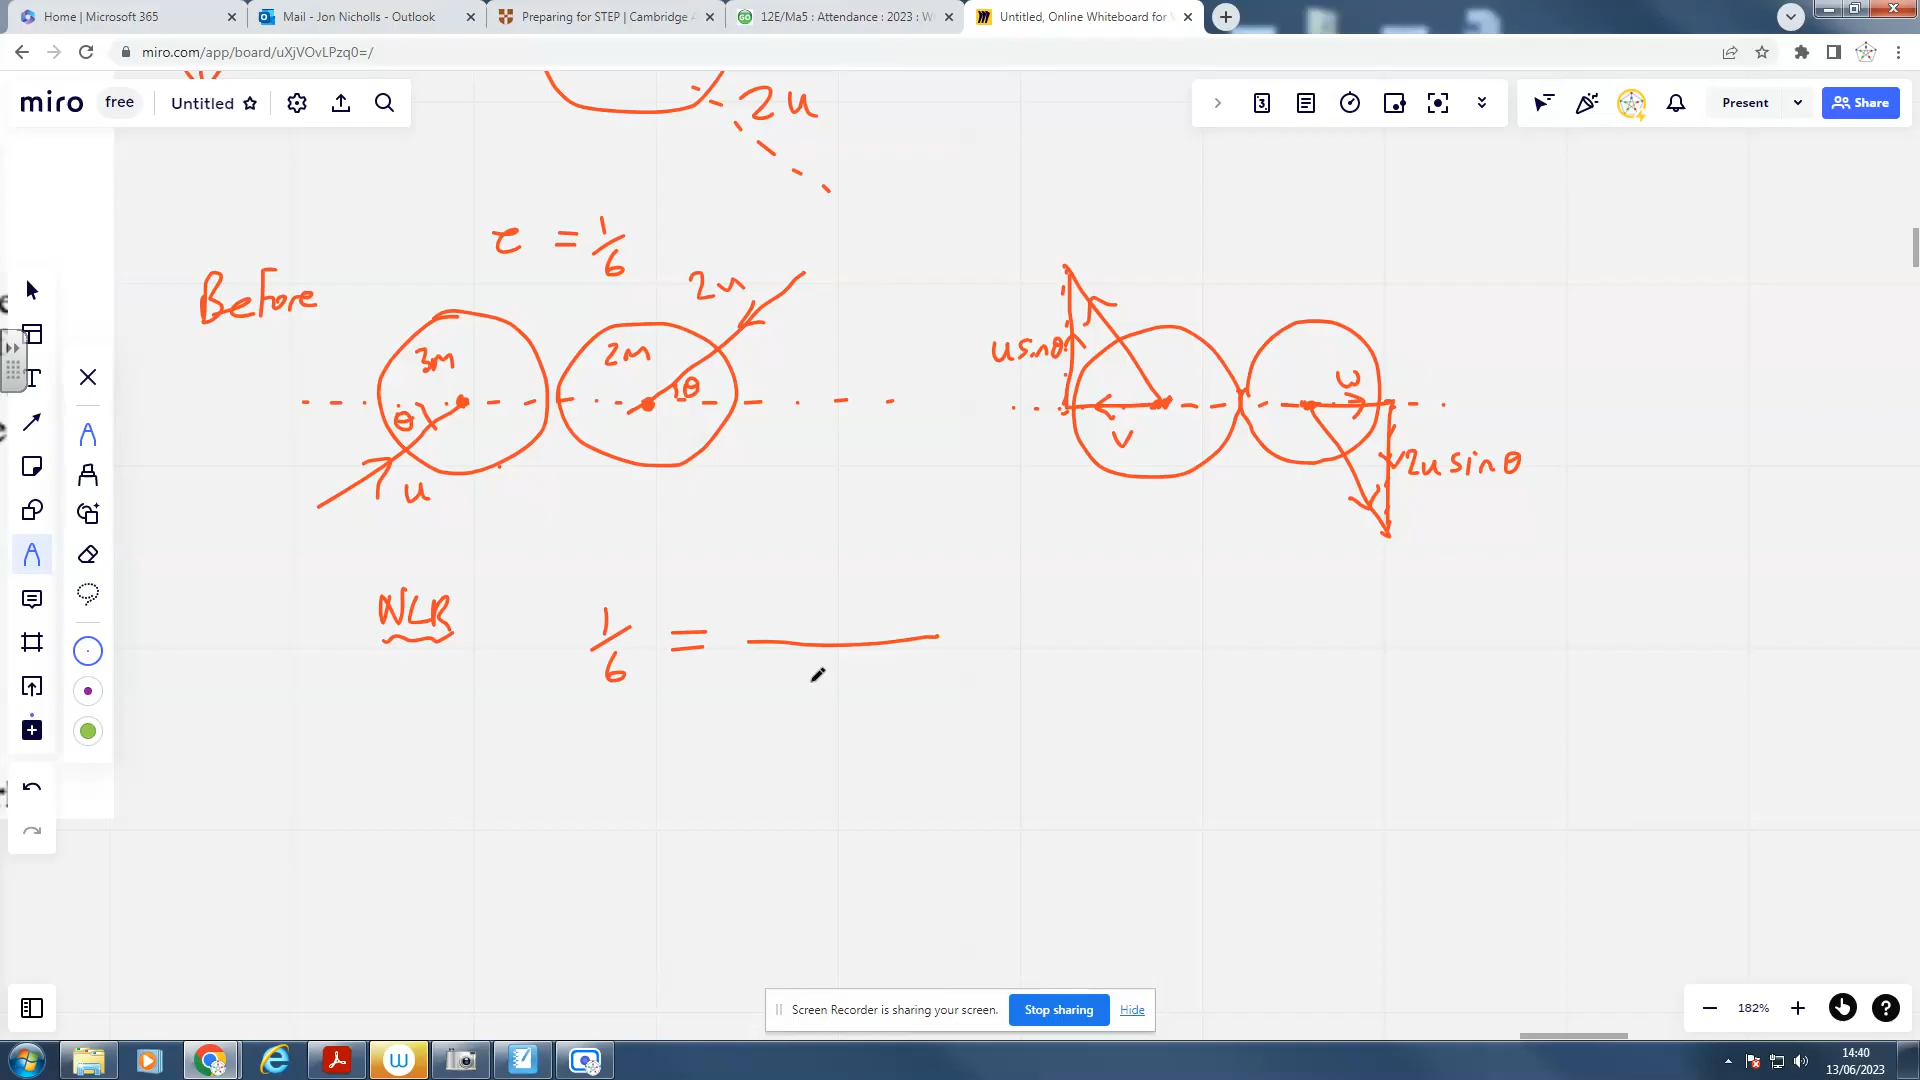 Home | Microsoft 365
Mail - Jon Nicholls - Outlook
Preparing for STEP | Cambridge
12E/Ma5 : Attendance : 2023 : W
Untitled, Online Whiteboard for
miro.com/app/board/uXjVOvLPzq0=/
miro free Untitled
Present Share
2u
e = 1/6
Before
2u
3m
2m
θ
θ
u
u sinθ
v
w
2u sinθ
NLR
1/6 =
Screen Recorder is sharing your screen. Stop sharing Hide
182%
14:40
13/06/2023